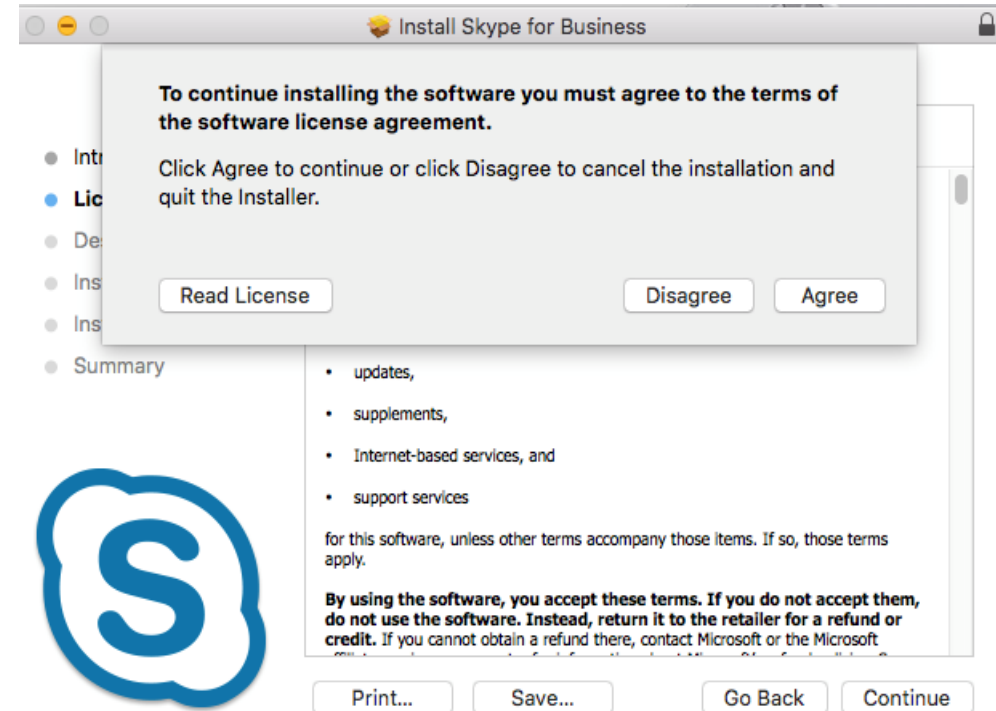 Install Skype for Business
To continue installing the software you must agree to the terms of
the software license agreement.
Click Agree to continue or click Disagree to cancel the installation and
quit the Installer.
Read License
Disagree
Agree
Intr
Lic
De
Ins
Ins
Summary
• updates,
• supplements,
• Internet-based services, and
• support services
for this software, unless other terms accompany those items. If so, those terms
apply.
By using the software, you accept these terms. If you do not accept them,
do not use the software. Instead, return it to the retailer for a refund or
credit. If you cannot obtain a refund there, contact Microsoft or the Microsoft
S
Print...
Save...
Go Back
Continue